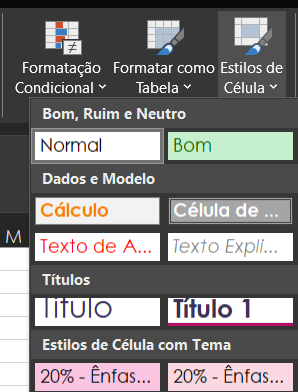 Formatação Condicional
Formatar como Tabela
Estilos de Célula
Bom, Ruim e Neutro
Normal Bom
Dados e Modelo
Cálculo Célula de ...
Texto de A... Texto Expli...
Títulos
Título Título 1
Estilos de Célula com Tema
20% - Ênfas... 20% - Ênfas...
M